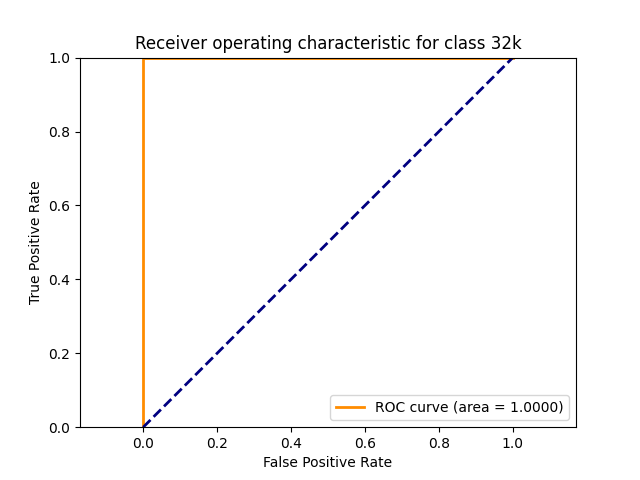 Receiver operating characteristic for class 32k
1.0
0.8
0.6
0.4
0.2
0.0
True Positive Rate
ROC curve (area = 1.0000)
0.0 0.2 0.4 0.6 0.8 1.0
False Positive Rate